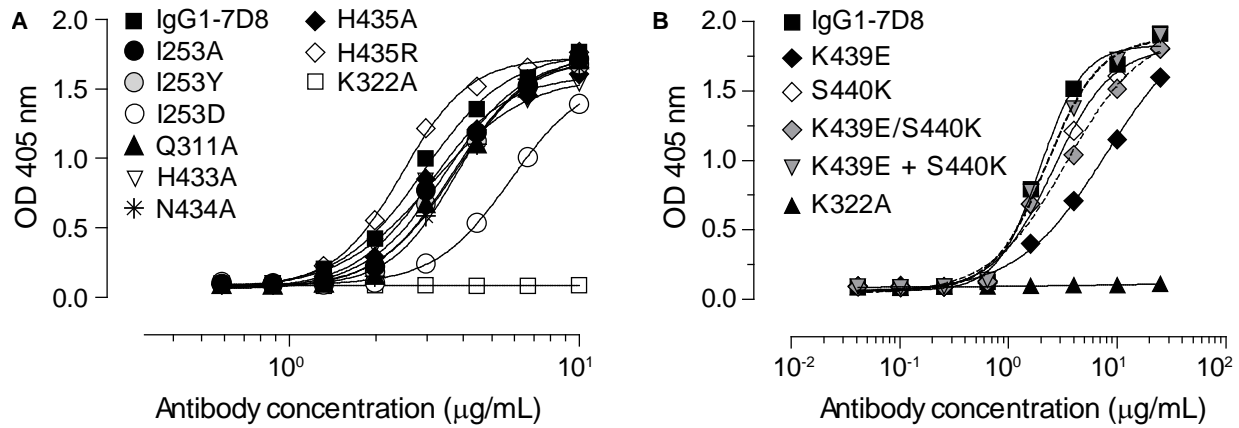 A
IgG1-7D8
I253A
I253Y
I253D
Q311A
H433A
N434A
H435A
H435R
K322A
OD 405 nm
2.0
1.5
1.0
0.5
0.0
10⁰
10¹
Antibody concentration (μg/mL)
B
IgG1-7D8
K439E
S440K
K439E/S440K
K439E + S440K
K322A
OD 405 nm
2.0
1.5
1.0
0.5
0.0
10⁻²
10⁻¹
10⁰
10¹
10²
Antibody concentration (μg/mL)